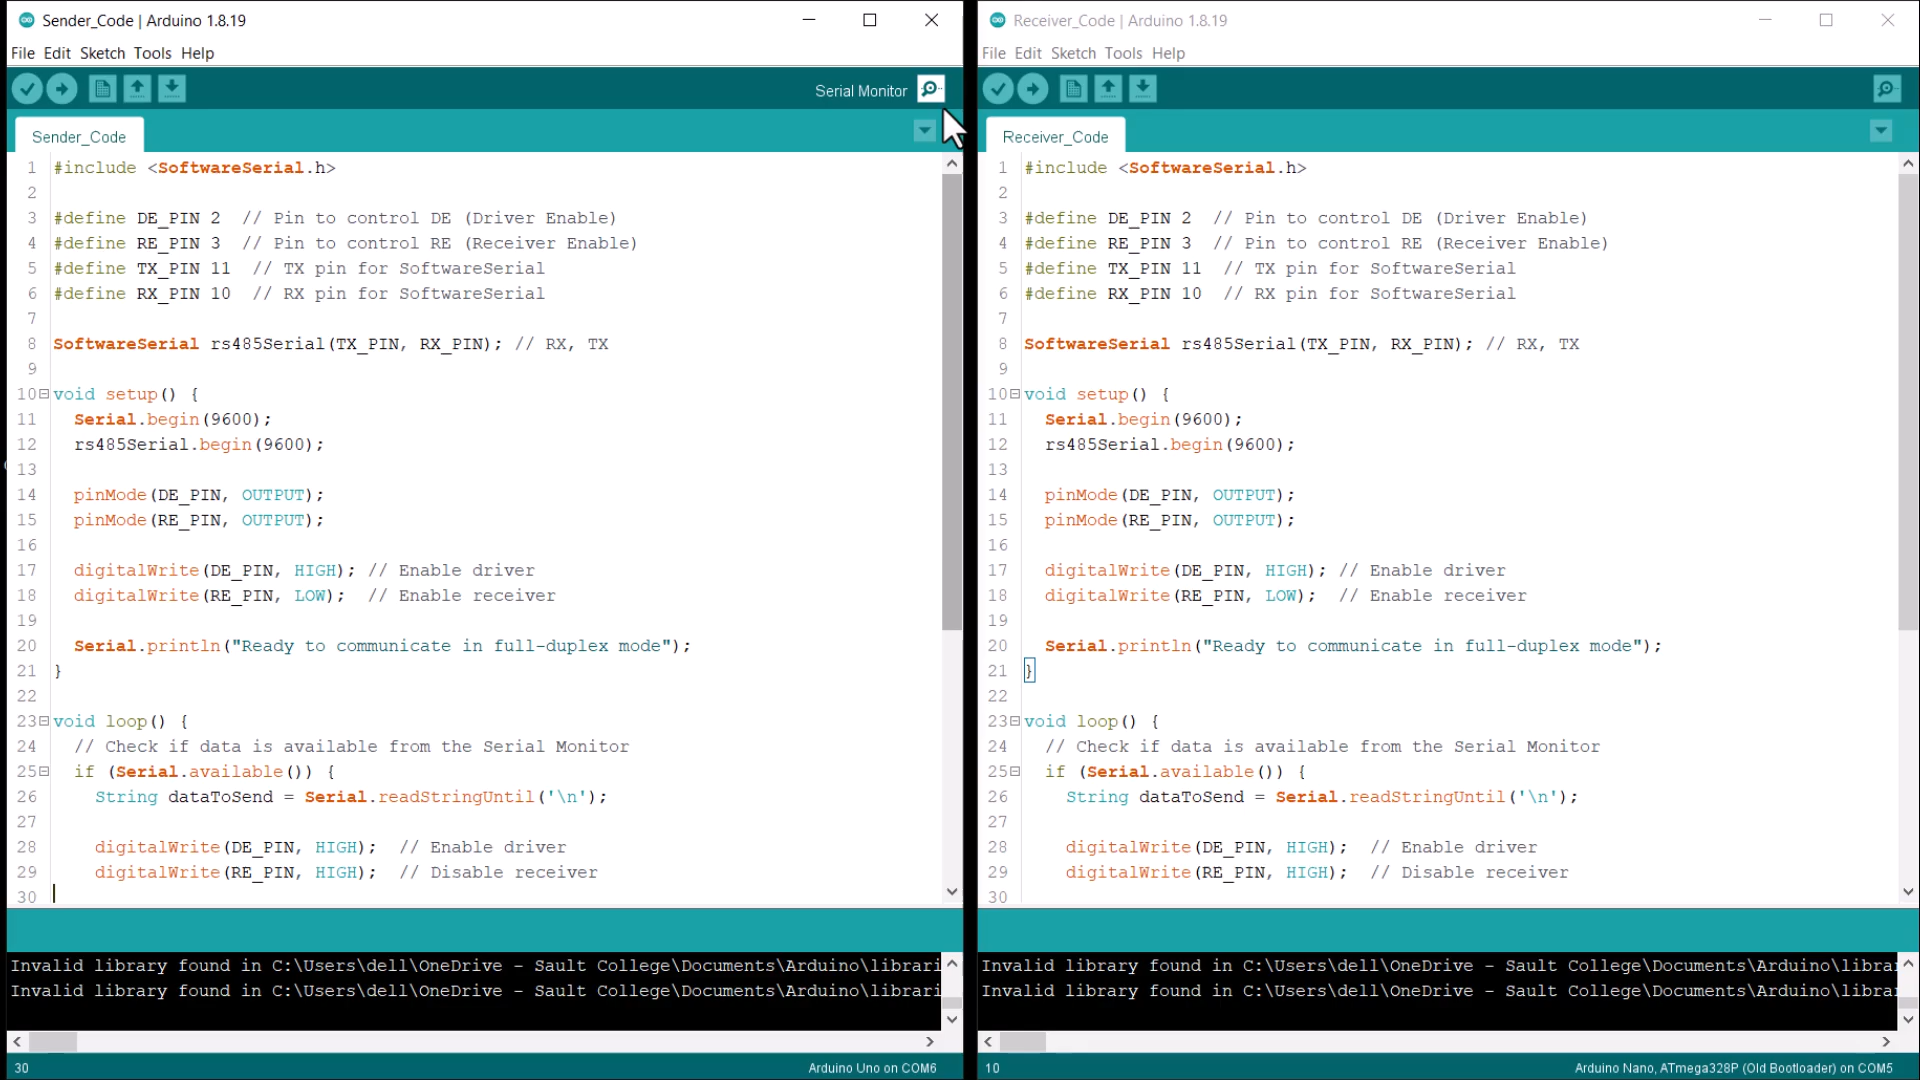 Sender_Code | Arduino 1.8.19
File Edit Sketch Tools Help
Serial Monitor
Sender_Code
1 #include <SoftwareSerial.h>
2
3 #define DE_PIN 2  // Pin to control DE (Driver Enable)
4 #define RE_PIN 3  // Pin to control RE (Receiver Enable)
5 #define TX_PIN 11  // TX pin for SoftwareSerial
6 #define RX_PIN 10  // RX pin for SoftwareSerial
7
8 SoftwareSerial rs485Serial(TX_PIN, RX_PIN); // RX, TX
9
10 void setup() {
11   Serial.begin(9600);
12   rs485Serial.begin(9600);
13
14   pinMode(DE_PIN, OUTPUT);
15   pinMode(RE_PIN, OUTPUT);
16
17   digitalWrite(DE_PIN, HIGH); // Enable driver
18   digitalWrite(RE_PIN, LOW);  // Enable receiver
19
20   Serial.println("Ready to communicate in full-duplex mode");
21 }
22
23 void loop() {
24   // Check if data is available from the Serial Monitor
25   if (Serial.available()) {
26     String dataToSend = Serial.readStringUntil('\n');
27
28     digitalWrite(DE_PIN, HIGH);  // Enable driver
29     digitalWrite(RE_PIN, HIGH);  // Disable receiver
30
Invalid library found in C:\Users\dell\OneDrive - Sault College\Documents\Arduino\librari
Invalid library found in C:\Users\dell\OneDrive - Sault College\Documents\Arduino\librari
30
Arduino Uno on COM6
Receiver_Code | Arduino 1.8.19
File Edit Sketch Tools Help
Receiver_Code
1 #include <SoftwareSerial.h>
2
3 #define DE_PIN 2  // Pin to control DE (Driver Enable)
4 #define RE_PIN 3  // Pin to control RE (Receiver Enable)
5 #define TX_PIN 11  // TX pin for SoftwareSerial
6 #define RX_PIN 10  // RX pin for SoftwareSerial
7
8 SoftwareSerial rs485Serial(TX_PIN, RX_PIN); // RX, TX
9
10 void setup() {
11   Serial.begin(9600);
12   rs485Serial.begin(9600);
13
14   pinMode(DE_PIN, OUTPUT);
15   pinMode(RE_PIN, OUTPUT);
16
17   digitalWrite(DE_PIN, HIGH); // Enable driver
18   digitalWrite(RE_PIN, LOW);  // Enable receiver
19
20   Serial.println("Ready to communicate in full-duplex mode");
21 }
22
23 void loop() {
24   // Check if data is available from the Serial Monitor
25   if (Serial.available()) {
26     String dataToSend = Serial.readStringUntil('\n');
27
28     digitalWrite(DE_PIN, HIGH);  // Enable driver
29     digitalWrite(RE_PIN, HIGH);  // Disable receiver
30
Invalid library found in C:\Users\dell\OneDrive - Sault College\Documents\Arduino\librar
Invalid library found in C:\Users\dell\OneDrive - Sault College\Documents\Arduino\librar
10
Arduino Nano, ATmega328P (Old Bootloader) on COM5